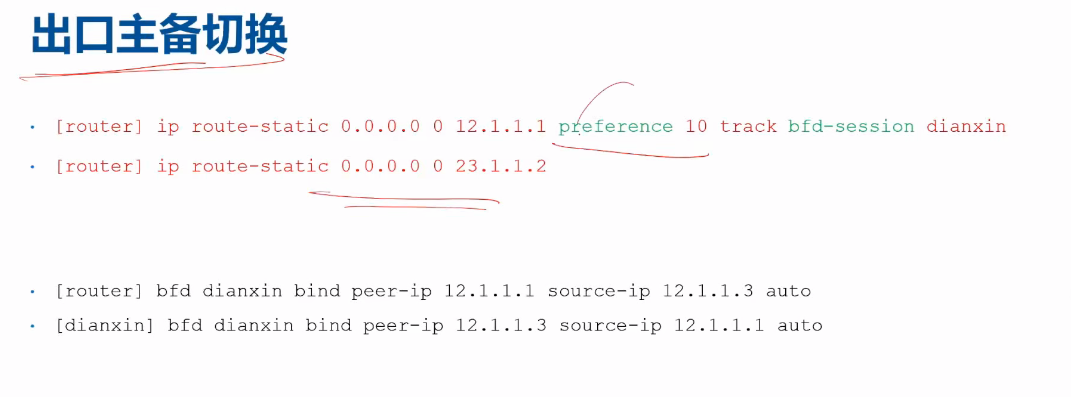 出口主备切换
[router] ip route-static 0.0.0.0 0 12.1.1.1 preference 10 track bfd-session dianxin
[router] ip route-static 0.0.0.0 0 23.1.1.2
[router] bfd dianxin bind peer-ip 12.1.1.1 source-ip 12.1.1.3 auto
[dianxin] bfd dianxin bind peer-ip 12.1.1.3 source-ip 12.1.1.1 auto